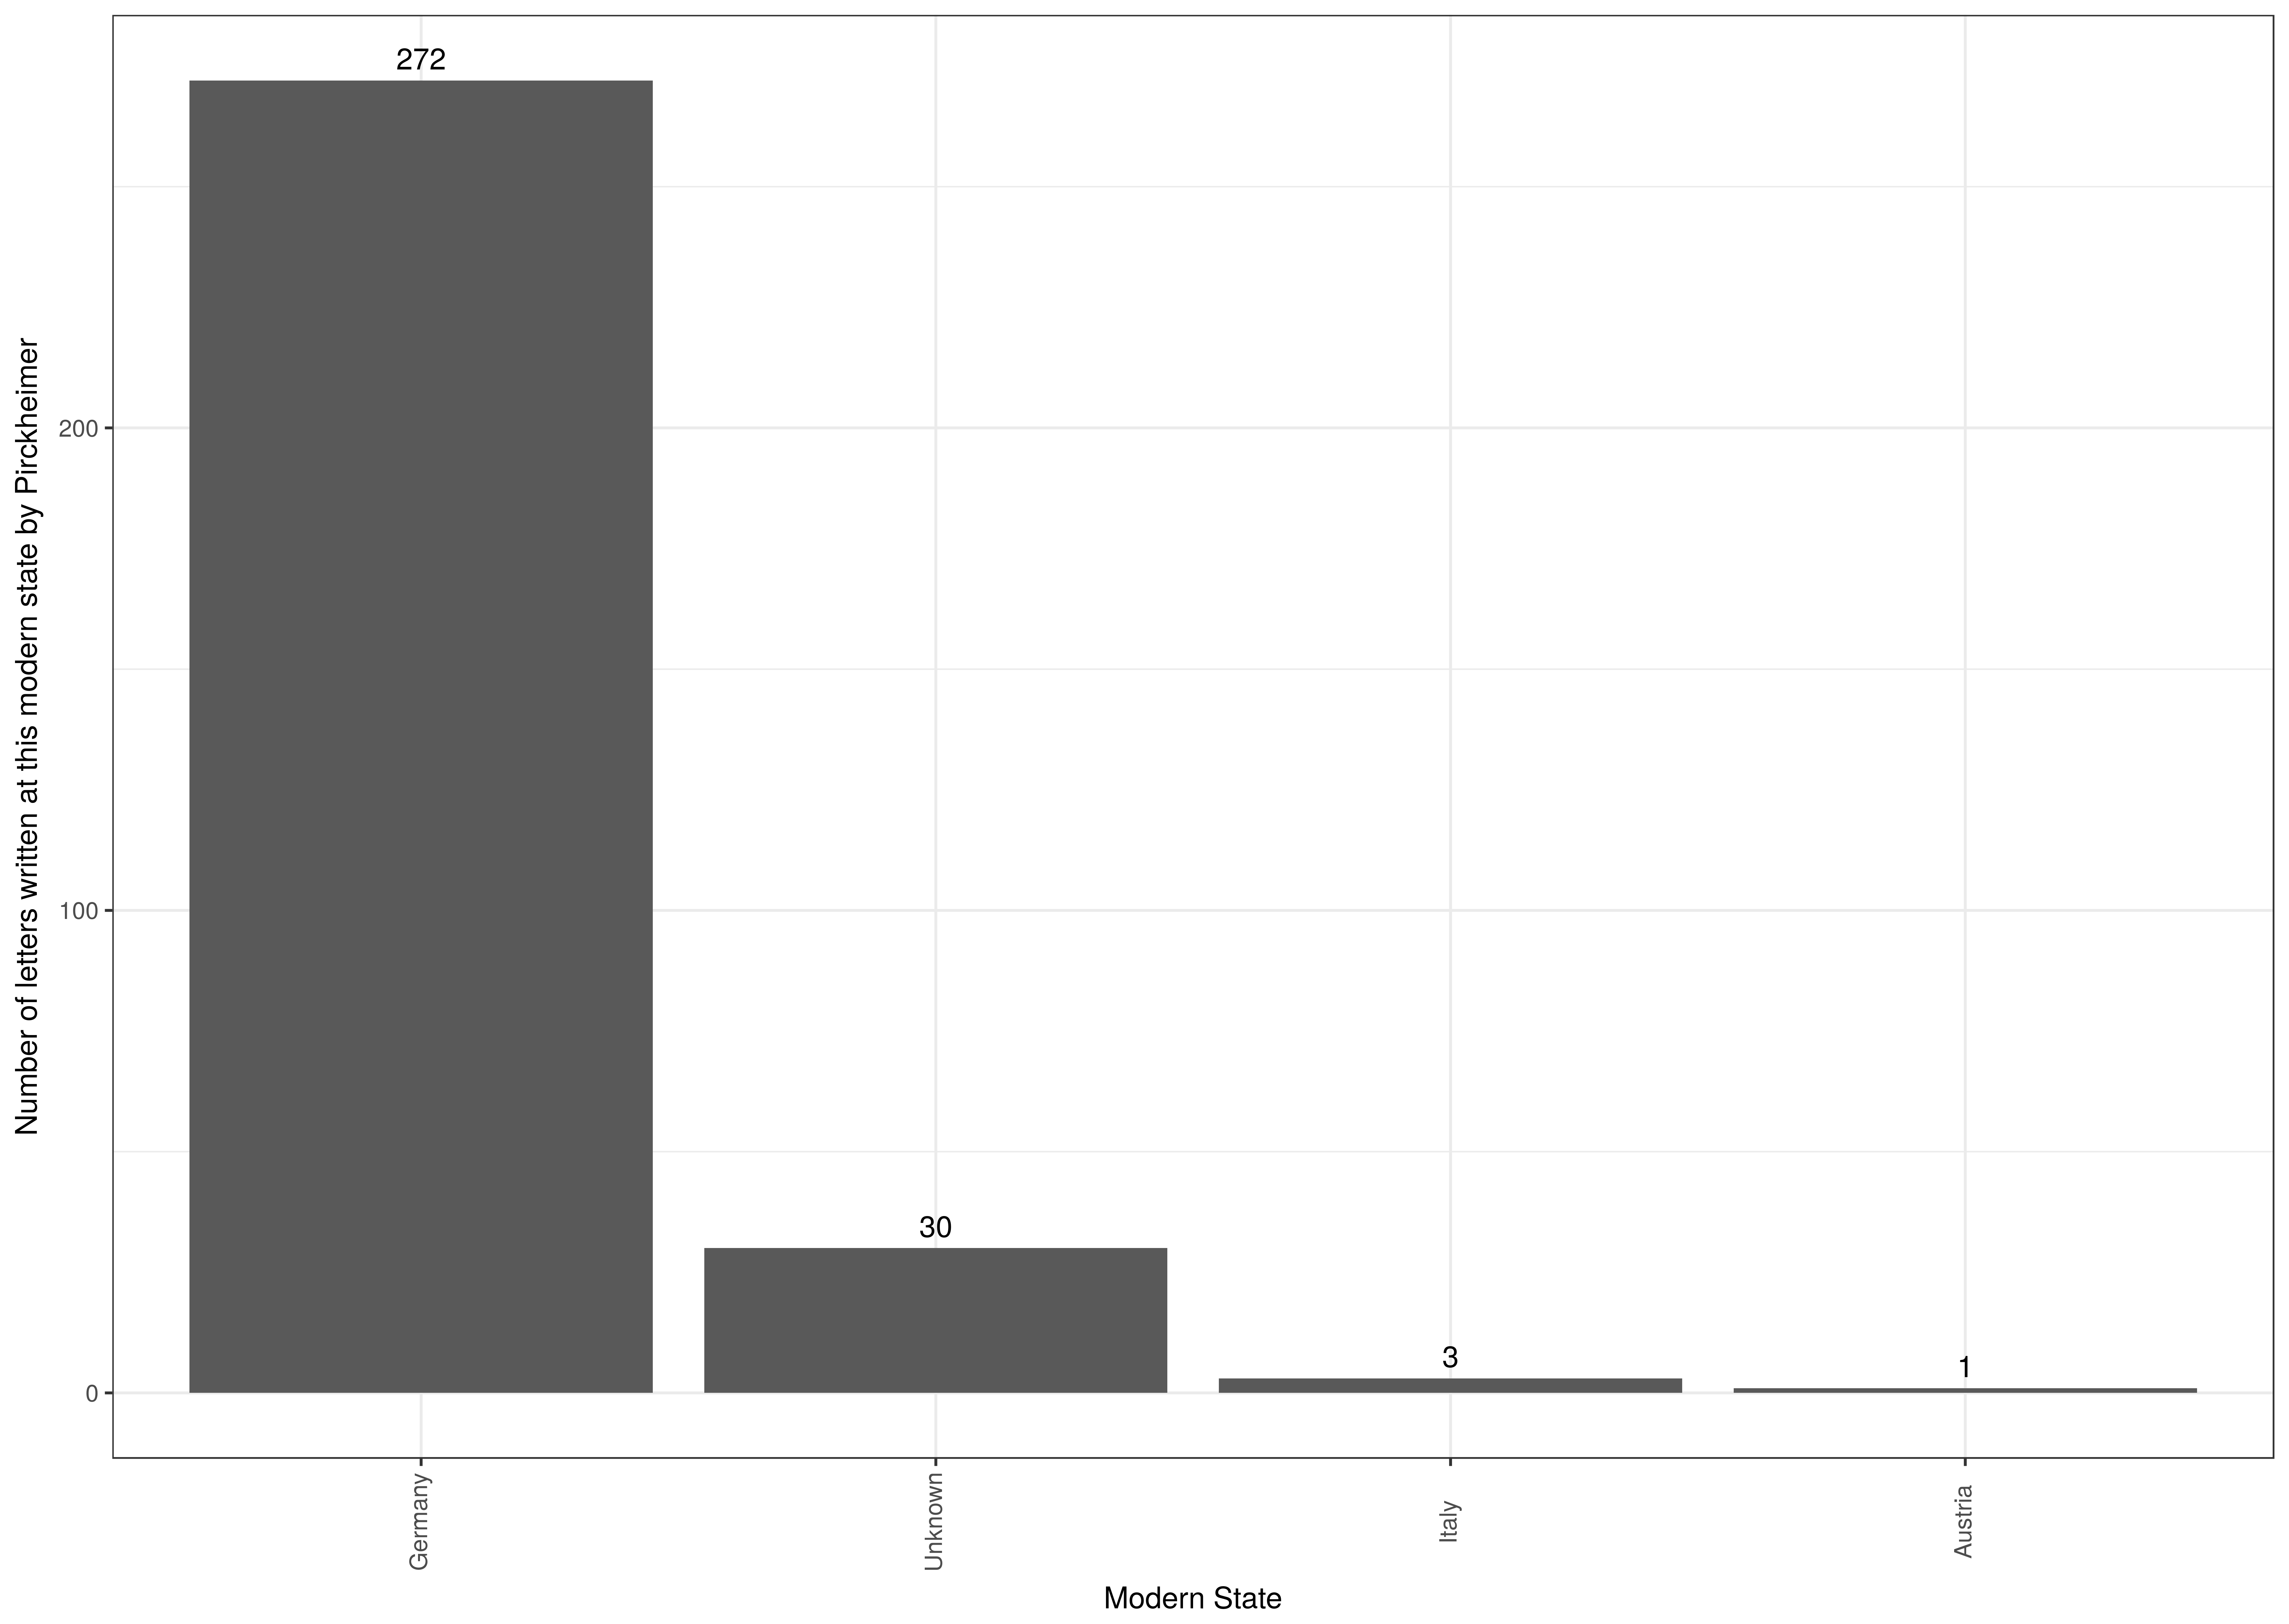 272
30
3
1
200
100
0
Number of letters written at this modern state by Pirckheimer
Germany
Unknown
Italy
Austria
Modern State